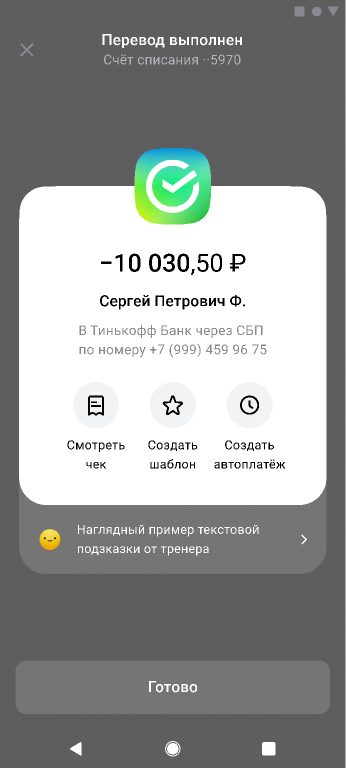 Перевод выполнен
Счёт списания ··5970
−10 030,50 ₽
Сергей Петрович Ф.
В Тинькофф Банк через СБП
по номеру +7 (999) 459 96 75
Смотреть чек
Создать шаблон
Создать автоплатёж
Наглядный пример текстовой
подсказки от тренера
Готово